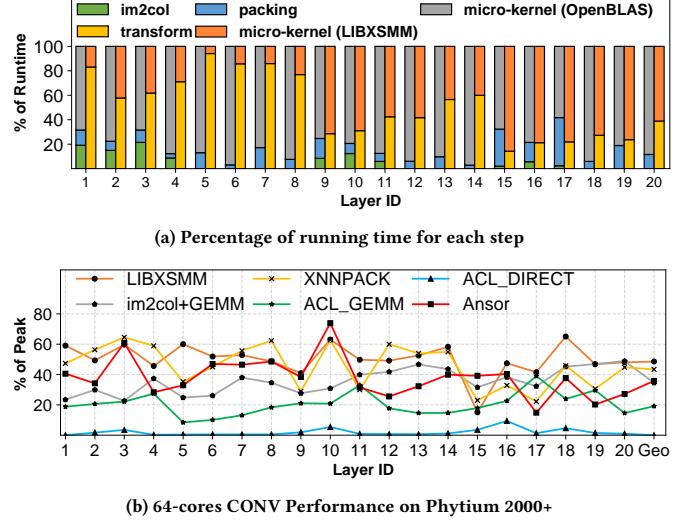 im2col packing micro-kernel (OpenBLAS)
transform micro-kernel (LIBXSMM)
% of Runtime
100
80
60
40
20
1 2 3 4 5 6 7 8 9 10 11 12 13 14 15 16 17 18 19 20
Layer ID
(a) Percentage of running time for each step
LIBXSMM XNNPACK ACL_DIRECT
im2col+GEMM ACL_GEMM Ansor
% of Peak
80
60
40
20
1 2 3 4 5 6 7 8 9 10 11 12 13 14 15 16 17 18 19 20 Geo
Layer ID
(b) 64-cores CONV Performance on Phytium 2000+